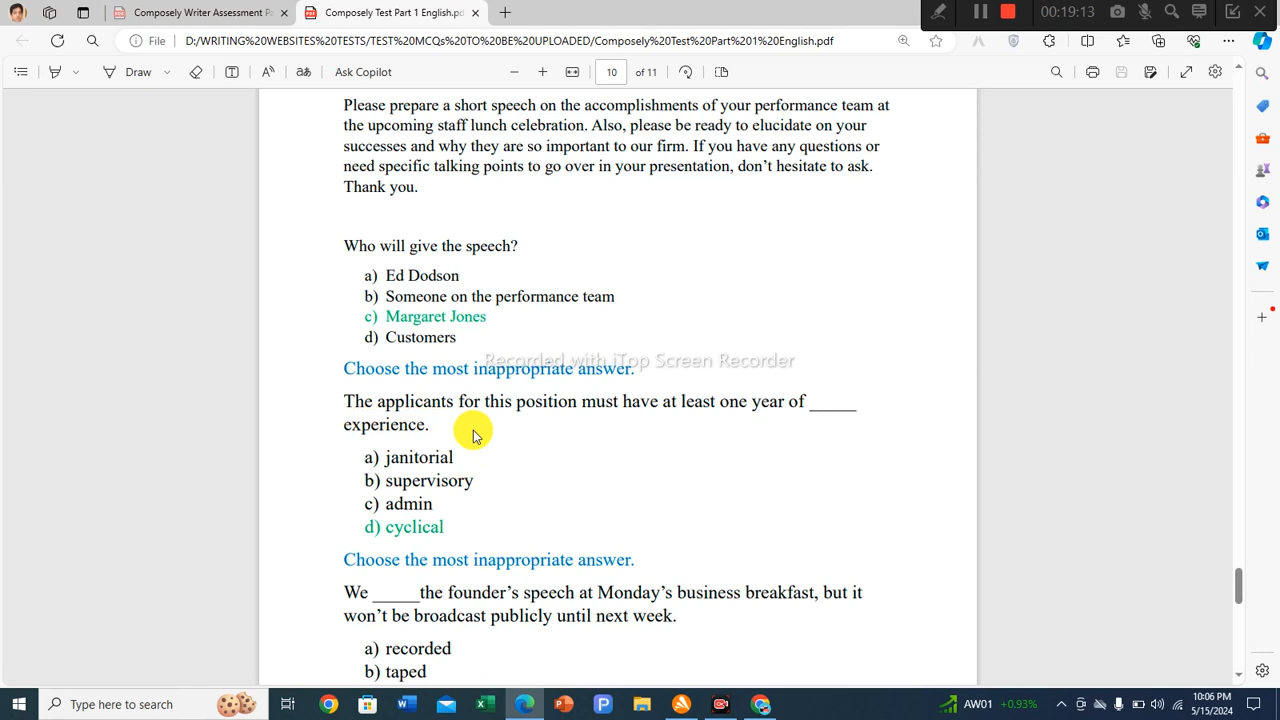 Composely Writer Assessment Pa
Composely Test Part 1 English.pd
00:19:13
File
D:/WRITING%20WEBSITES%20TESTS/TEST%20MCQs%20TO%20BE%20UPLOADED/Composely%20Test%20Part%201%20English.pdf
Draw
Ask Copilot
10 of 11
Please prepare a short speech on the accomplishments of your performance team at
the upcoming staff lunch celebration. Also, please be ready to elucidate on your
successes and why they are so important to our firm. If you have any questions or
need specific talking points to go over in your presentation, don’t hesitate to ask.
Thank you.
Who will give the speech?
a) Ed Dodson
b) Someone on the performance team
c) Margaret Jones
d) Customers
Recorded with iTop Screen Recorder
Choose the most inappropriate answer.
The applicants for this position must have at least one year of _____
experience.
a) janitorial
b) supervisory
c) admin
d) cyclical
Choose the most inappropriate answer.
We _____the founder’s speech at Monday’s business breakfast, but it
won’t be broadcast publicly until next week.
a) recorded
b) taped
Type here to search
AW01 +0.93%
10:06 PM
5/15/2024